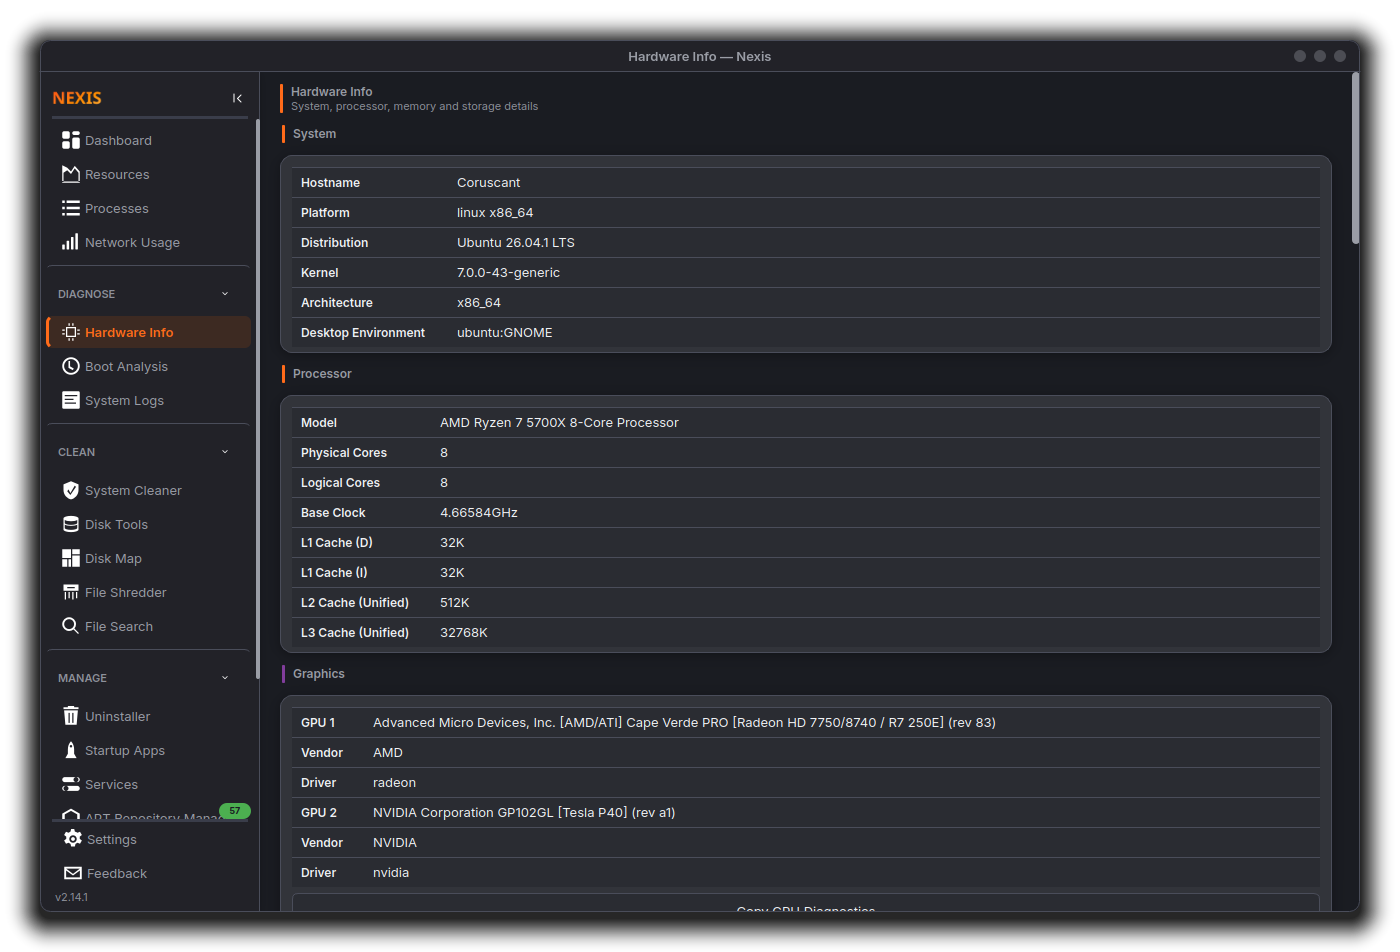 Hardware Info — Nexis
NEXIS
Dashboard
Resources
Processes
Network Usage
DIAGNOSE
Hardware Info
Boot Analysis
System Logs
CLEAN
System Cleaner
Disk Tools
Disk Map
File Shredder
File Search
MANAGE
Uninstaller
Startup Apps
Services
APT Repository Mana
57
Settings
Feedback
v2.14.1
Hardware Info
System, processor, memory and storage details
System
Hostname Coruscant
Platform linux x86_64
Distribution Ubuntu 26.04.1 LTS
Kernel 7.0.0-43-generic
Architecture x86_64
Desktop Environment ubuntu:GNOME
Processor
Model AMD Ryzen 7 5700X 8-Core Processor
Physical Cores 8
Logical Cores 8
Base Clock 4.66584GHz
L1 Cache (D) 32K
L1 Cache (I) 32K
L2 Cache (Unified) 512K
L3 Cache (Unified) 32768K
Graphics
GPU 1 Advanced Micro Devices, Inc. [AMD/ATI] Cape Verde PRO [Radeon HD 7750/8740 / R7 250E] (rev 83)
Vendor AMD
Driver radeon
GPU 2 NVIDIA Corporation GP102GL [Tesla P40] (rev a1)
Vendor NVIDIA
Driver nvidia
Copy GPU Diagnostics